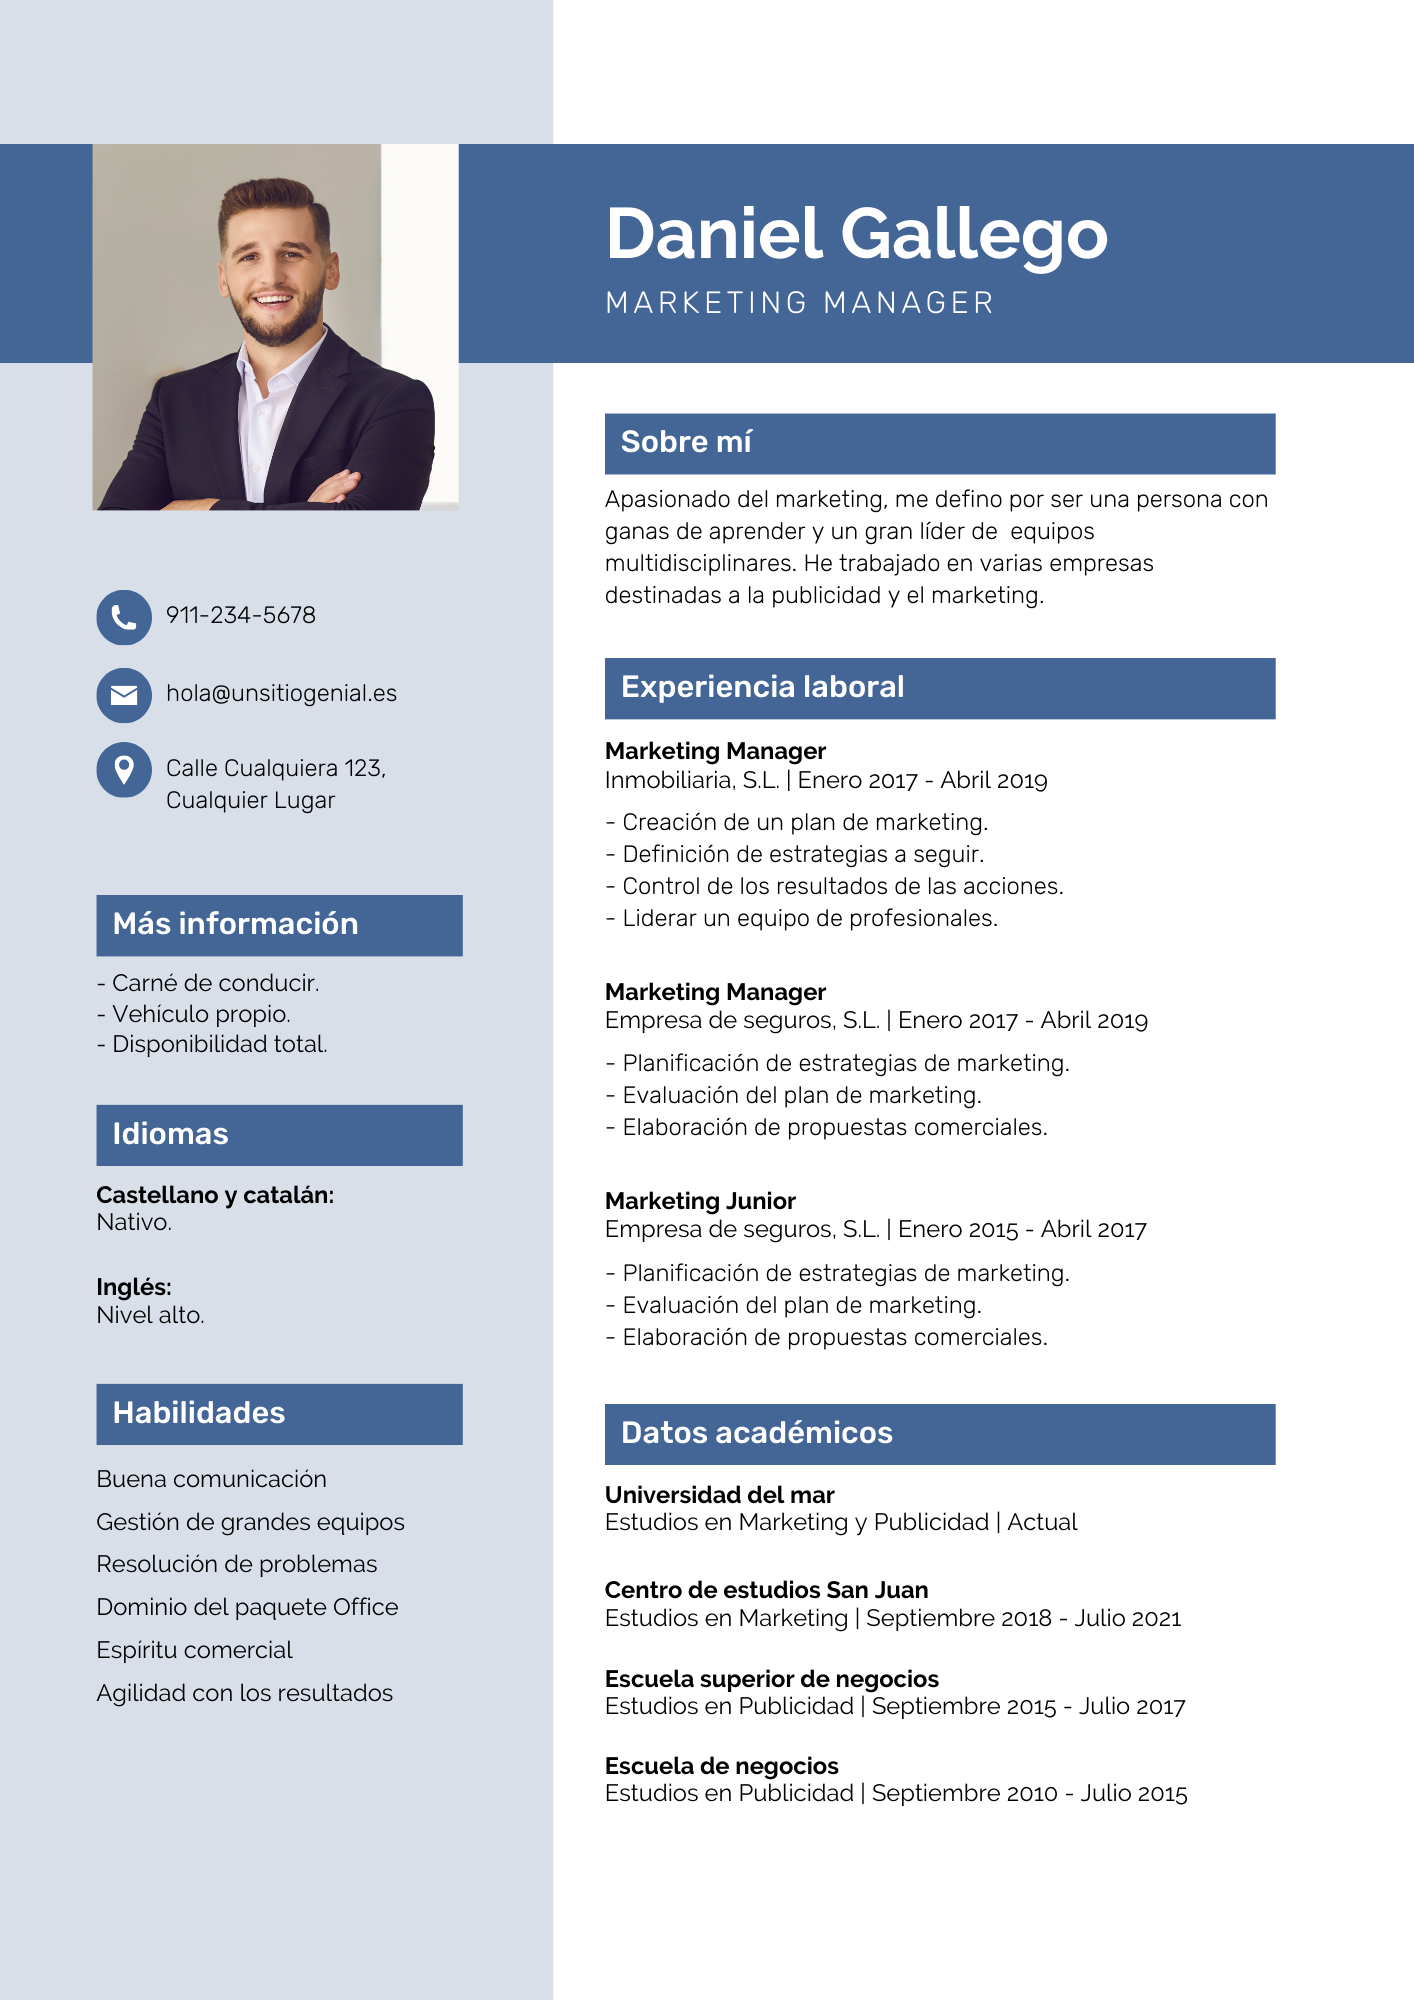 Daniel Gallego
MARKETING MANAGER
911-234-5678
hola@unsitiogenial.es
Calle Cualquiera 123,
Cualquier Lugar
Más información
- Carné de conducir.
- Vehículo propio.
- Disponibilidad total.
Idiomas
Castellano y catalán:
Nativo.
Inglés:
Nivel alto.
Habilidades
Buena comunicación
Gestión de grandes equipos
Resolución de problemas
Dominio del paquete Office
Espíritu comercial
Agilidad con los resultados
Sobre mí
Apasionado del marketing, me defino por ser una persona con
ganas de aprender y un gran líder de  equipos
multidisciplinares. He trabajado en varias empresas
destinadas a la publicidad y el marketing.
Experiencia laboral
Marketing Manager
Inmobiliaria, S.L. | Enero 2017 - Abril 2019
- Creación de un plan de marketing.
- Definición de estrategias a seguir.
- Control de los resultados de las acciones.
- Liderar un equipo de profesionales.
Marketing Manager
Empresa de seguros, S.L. | Enero 2017 - Abril 2019
- Planificación de estrategias de marketing.
- Evaluación del plan de marketing.
- Elaboración de propuestas comerciales.
Marketing Junior
Empresa de seguros, S.L. | Enero 2015 - Abril 2017
- Planificación de estrategias de marketing.
- Evaluación del plan de marketing.
- Elaboración de propuestas comerciales.
Datos académicos
Universidad del mar
Estudios en Marketing y Publicidad | Actual
Centro de estudios San Juan
Estudios en Marketing | Septiembre 2018 - Julio 2021
Escuela superior de negocios
Estudios en Publicidad | Septiembre 2015 - Julio 2017
Escuela de negocios
Estudios en Publicidad | Septiembre 2010 - Julio 2015